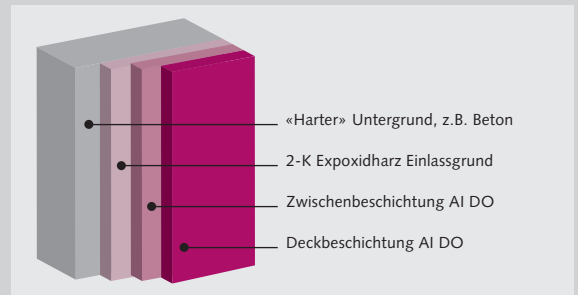 «Harter» Untergrund, z.B. Beton
2-K Expoxidharz Einlassgrund
Zwischenbeschichtung AI DO
Deckbeschichtung AI DO